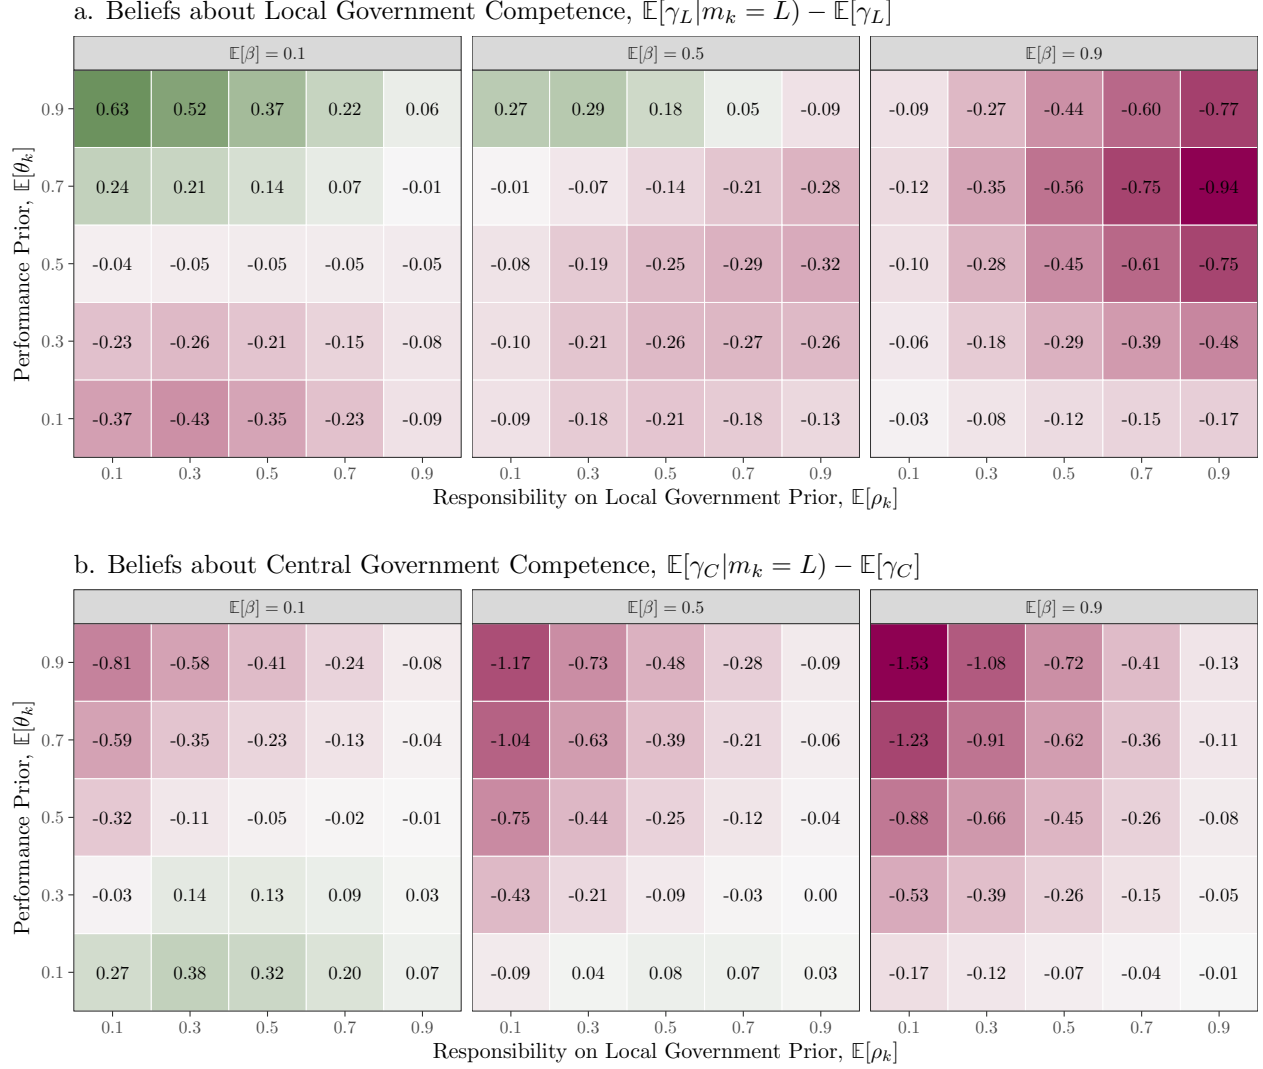 a. Beliefs about Local Government Competence, 𝔼[γ_L|m_k = L) − 𝔼[γ_L]
𝔼[β] = 0.1 𝔼[β] = 0.5 𝔼[β] = 0.9
Performance Prior, 𝔼[θ_k]
0.9 0.63 0.52 0.37 0.22 0.06 0.27 0.29 0.18 0.05 -0.09 -0.09 -0.27 -0.44 -0.60 -0.77
0.7 0.24 0.21 0.14 0.07 -0.01 -0.01 -0.07 -0.14 -0.21 -0.28 -0.12 -0.35 -0.56 -0.75 -0.94
0.5 -0.04 -0.05 -0.05 -0.05 -0.05 -0.08 -0.19 -0.25 -0.29 -0.32 -0.10 -0.28 -0.45 -0.61 -0.75
0.3 -0.23 -0.26 -0.21 -0.15 -0.08 -0.10 -0.21 -0.26 -0.27 -0.26 -0.06 -0.18 -0.29 -0.39 -0.48
0.1 -0.37 -0.43 -0.35 -0.23 -0.09 -0.09 -0.18 -0.21 -0.18 -0.13 -0.03 -0.08 -0.12 -0.15 -0.17
0.1 0.3 0.5 0.7 0.9 0.1 0.3 0.5 0.7 0.9 0.1 0.3 0.5 0.7 0.9
Responsibility on Local Government Prior, 𝔼[ρ_k]
b. Beliefs about Central Government Competence, 𝔼[γ_C|m_k = L) − 𝔼[γ_C]
𝔼[β] = 0.1 𝔼[β] = 0.5 𝔼[β] = 0.9
Performance Prior, 𝔼[θ_k]
0.9 -0.81 -0.58 -0.41 -0.24 -0.08 -1.17 -0.73 -0.48 -0.28 -0.09 -1.53 -1.08 -0.72 -0.41 -0.13
0.7 -0.59 -0.35 -0.23 -0.13 -0.04 -1.04 -0.63 -0.39 -0.21 -0.06 -1.23 -0.91 -0.62 -0.36 -0.11
0.5 -0.32 -0.11 -0.05 -0.02 -0.01 -0.75 -0.44 -0.25 -0.12 -0.04 -0.88 -0.66 -0.45 -0.26 -0.08
0.3 -0.03 0.14 0.13 0.09 0.03 -0.43 -0.21 -0.09 -0.03 0.00 -0.53 -0.39 -0.26 -0.15 -0.05
0.1 0.27 0.38 0.32 0.20 0.07 -0.09 0.04 0.08 0.07 0.03 -0.17 -0.12 -0.07 -0.04 -0.01
0.1 0.3 0.5 0.7 0.9 0.1 0.3 0.5 0.7 0.9 0.1 0.3 0.5 0.7 0.9
Responsibility on Local Government Prior, 𝔼[ρ_k]